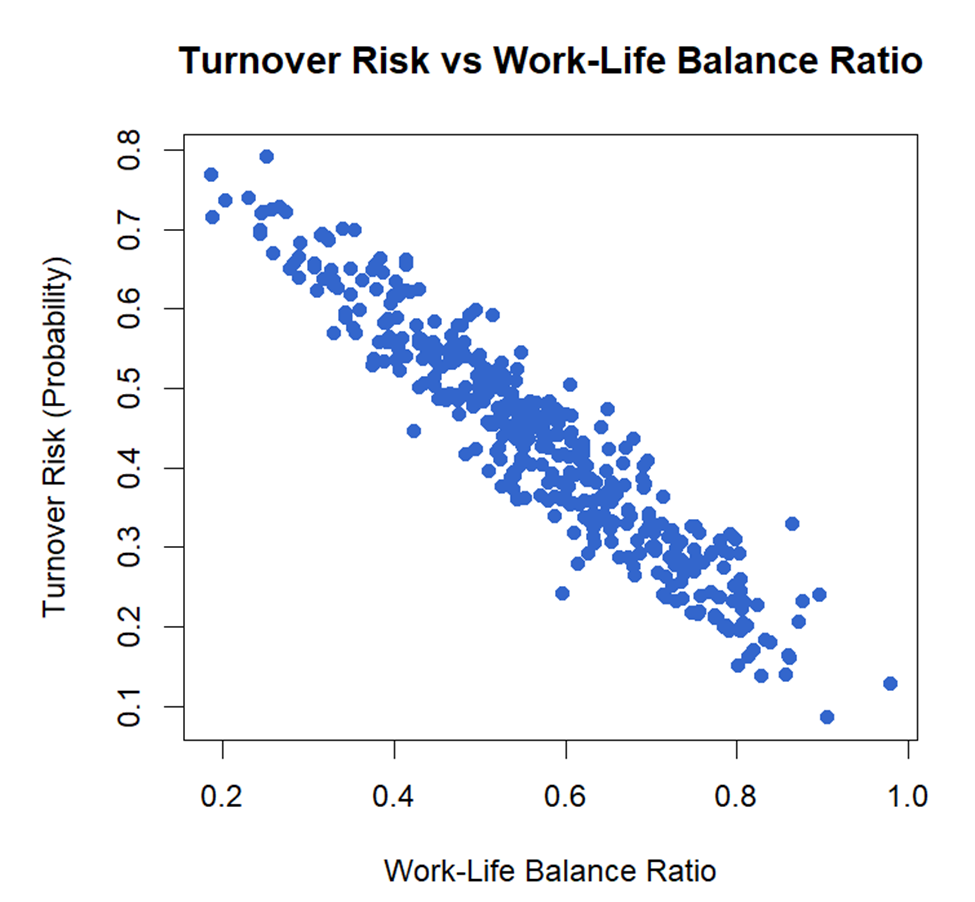 Turnover Risk vs Work-Life Balance Ratio
0.8
0.7
0.6
0.5
0.4
0.3
0.2
0.1
Turnover Risk (Probability)
0.2 0.4 0.6 0.8 1.0
Work-Life Balance Ratio